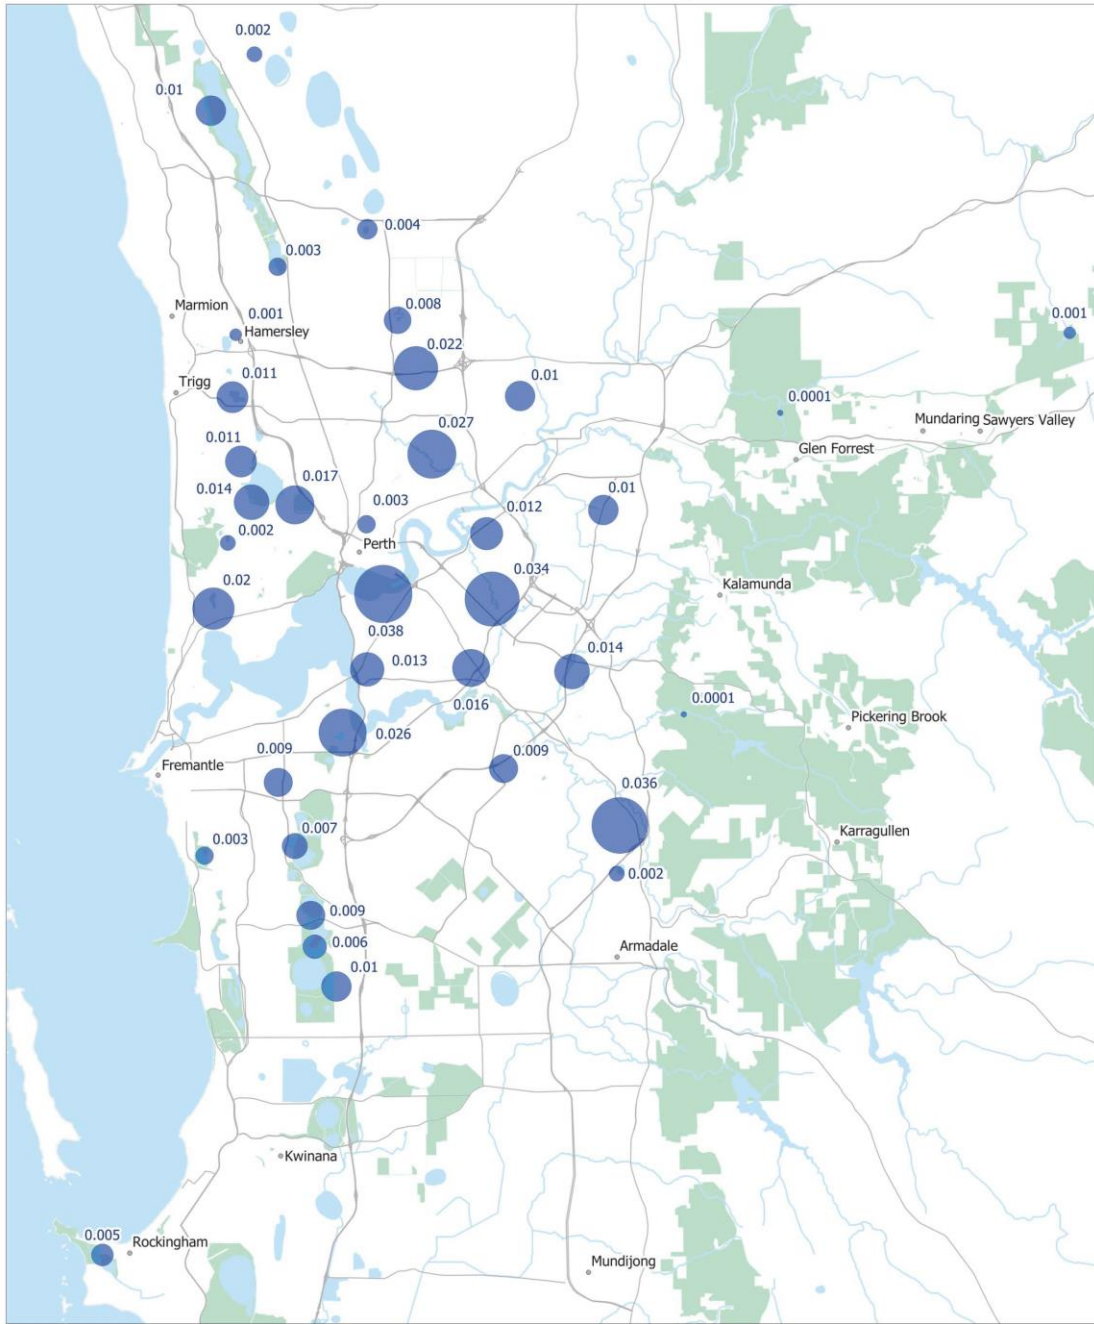 0.002
0.01
0.004
0.003
Marmion
0.001
Hamersley
0.008
0.001
0.022
Trigg
0.011
0.01
0.0001
0.027
Mundaring
Sawyers Valley
Glen Forrest
0.011
0.014
0.017
0.003
0.012
0.01
0.002
Perth
0.02
0.034
Kalamunda
0.038
0.013
0.014
0.016
0.0001
Pickering Brook
0.026
Fremantle
0.009
0.009
0.036
0.007
0.003
Karragullen
0.002
0.009
0.006
Armadale
0.01
Kwinana
0.005
Rockingham
Mundijong